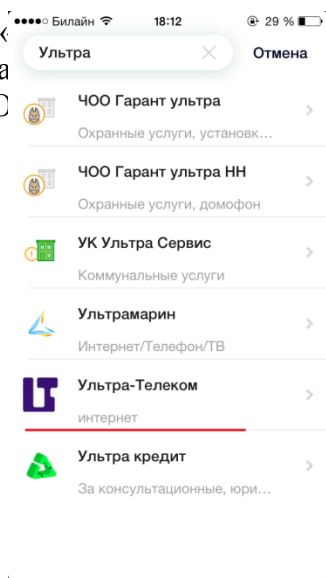 Билайн 18:12 29 %
Ультра Отмена
ЧОО Гарант ультра
Охранные услуги, установк...
ЧОО Гарант ультра НН
Охранные услуги, домофон
УК Ультра Сервис
Коммунальные услуги
Ультрамарин
Интернет/Телефон/ТВ
Ультра-Телеком
интернет
Ультра кредит
За консультационные, юри...